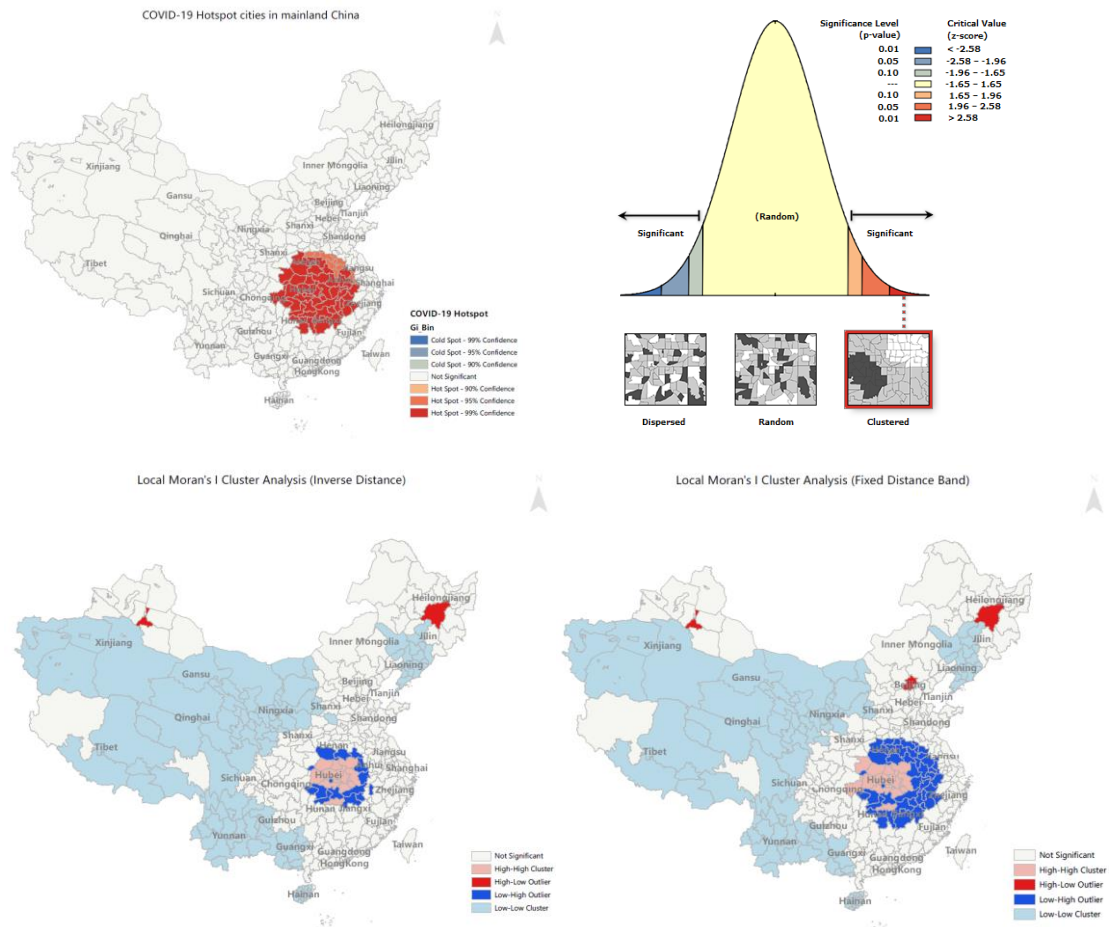 COVID-19 Hotspot cities in mainland China
N
Heilongjiang
Jilin
Xinjiang
Inner Mongolia
Liaoning
Gansu
Beijing
Tianjin
Hebei
Ningxia
Shanxi
Shandong
Qinghai
Shanxi
Tibet
Shanghai
Sichuan
Chongqing
Guizhou
Fujian
Yunnan
Guangxi
Guangdong
Taiwan
HongKong
Hainan
COVID-19 Hotspot
Gi_Bin
Cold Spot - 99% Confidence
Cold Spot - 95% Confidence
Cold Spot - 90% Confidence
Not Significant
Hot Spot - 90% Confidence
Hot Spot - 95% Confidence
Hot Spot - 99% Confidence
Significance Level Critical Value
(p-value) (z-score)
0.01 < -2.58
0.05 -2.58 – -1.96
0.10 -1.96 – -1.65
--- -1.65 – 1.65
0.10 1.65 – 1.96
0.05 1.96 – 2.58
0.01 > 2.58
(Random)
Significant
Significant
Dispersed
Random
Clustered
Local Moran's I Cluster Analysis (Inverse Distance)
N
Heilongjiang
Jilin
Xinjiang
Inner Mongolia
Liaoning
Gansu
Beijing
Tianjin
Hebei
Ningxia
Shanxi
Shandong
Qinghai
Shanxi
Henan
Jiangsu
Tibet
Shanghai
Sichuan
Hubei
Chongqing
Zhejiang
Hunan Jiangxi
Guizhou
Fujian
Yunnan
Guangxi
Guangdong
Taiwan
HongKong
Hainan
Not Significant
High-High Cluster
High-Low Outlier
Low-High Outlier
Low-Low Cluster
Local Moran's I Cluster Analysis (Fixed Distance Band)
N
Heilongjiang
Jilin
Xinjiang
Inner Mongolia
Liaoning
Gansu
Beijing
Tianjin
Hebei
Ningxia
Shanxi
Shandong
Qinghai
Shanxi
Tibet
Shanghai
Sichuan
Hubei
Chongqing
Zhejiang
Guizhou
Fujian
Yunnan
Guangxi
Guangdong
Taiwan
HongKong
Hainan
Not Significant
High-High Cluster
High-Low Outlier
Low-High Outlier
Low-Low Cluster